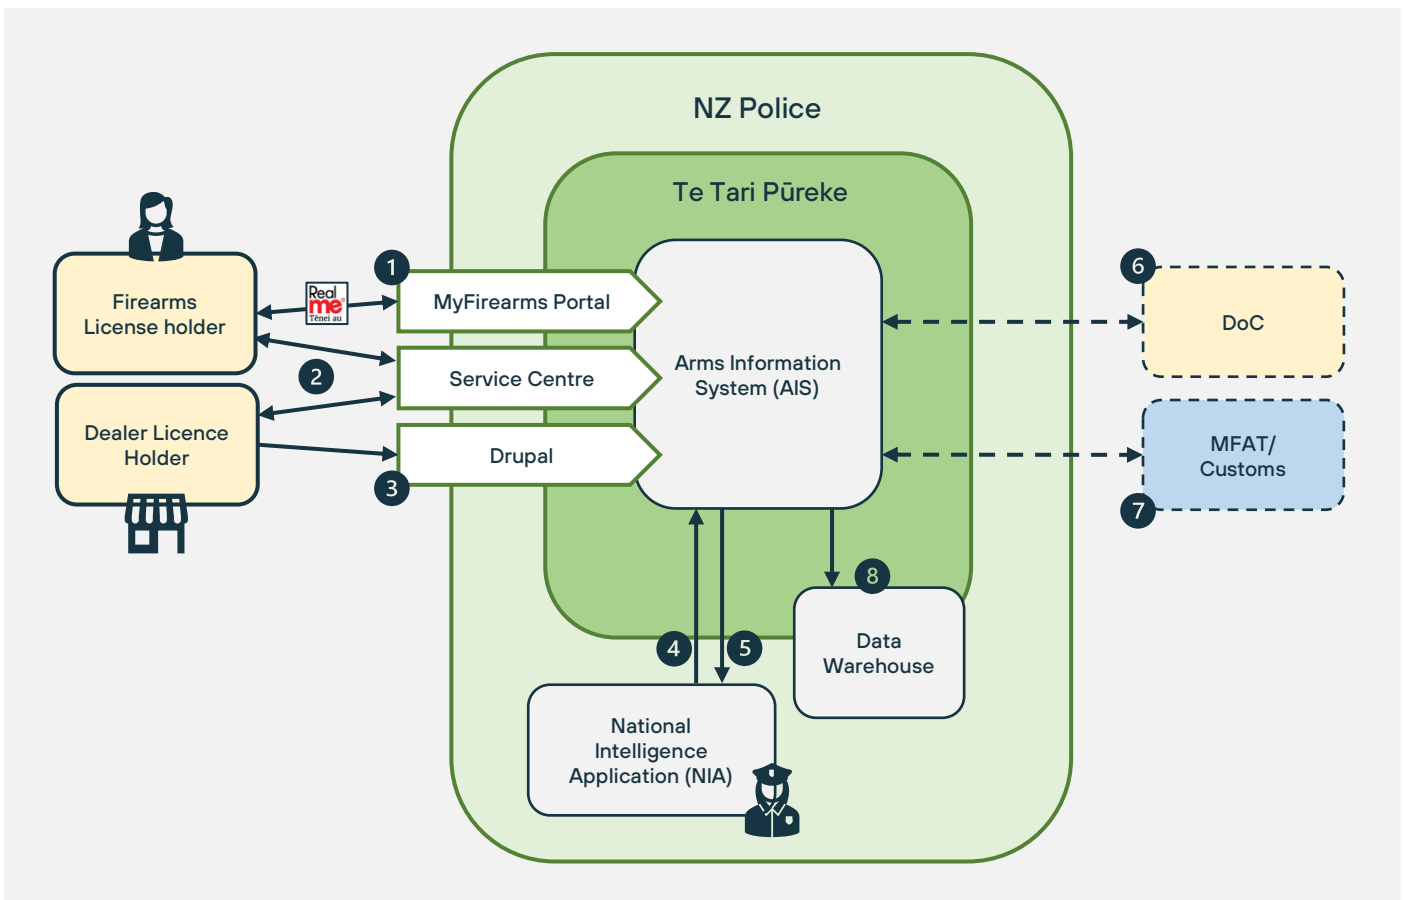 NZ Police
Te Tari Pūreke
1
MyFirearms Portal
Firearms
License holder
Real
me
Tēnei au
2
Service Centre
Dealer Licence
Holder
Drupal
3
Arms Information
System (AIS)
6
DoC
MFAT/
Customs
7
8
Data
Warehouse
4
5
National
Intelligence
Application (NIA)